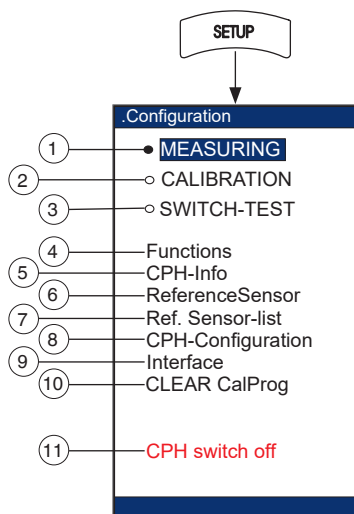 SETUP
.Configuration
1 MEASURING
2 CALIBRATION
3 SWITCH-TEST
4 Functions
5 CPH-Info
6 ReferenceSensor
7 Ref. Sensor-list
8 CPH-Configuration
9 Interface
10 CLEAR CalProg
11 CPH switch off